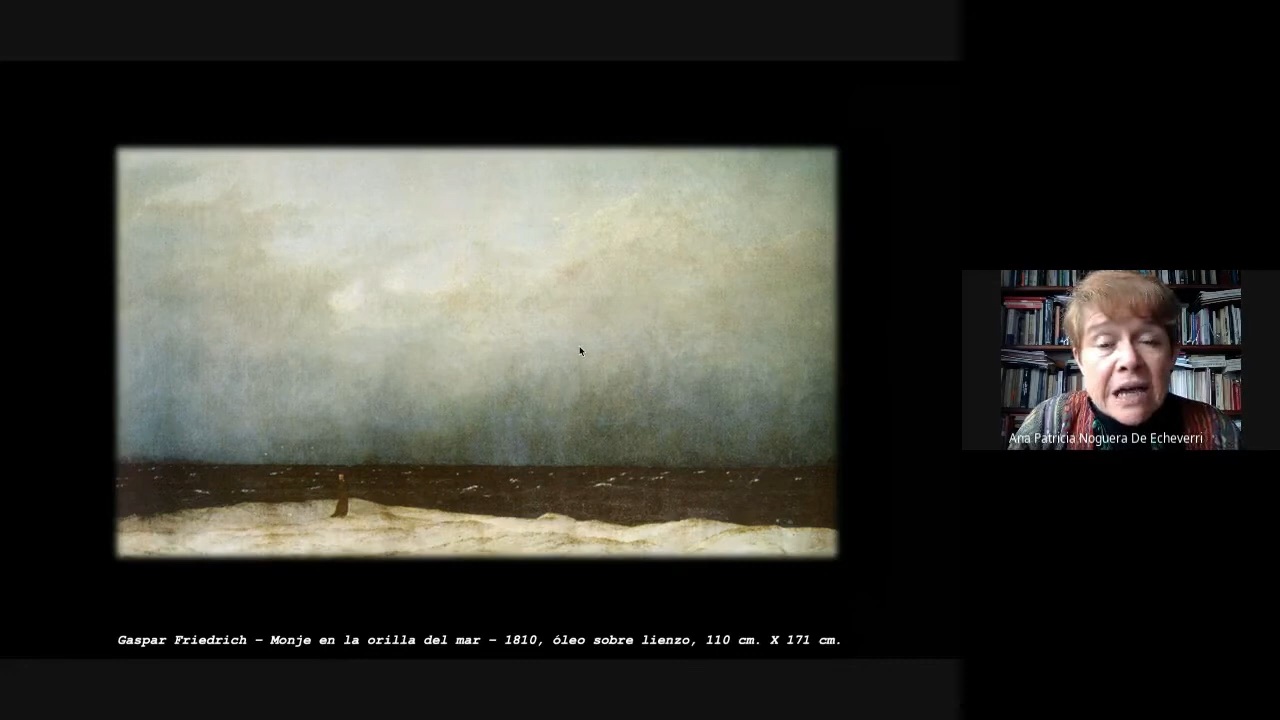 Gaspar Friedrich – Monje en la orilla del mar – 1810, óleo sobre lienzo, 110 cm. X 171 cm.
Ana Patricia Noguera De Echeverri